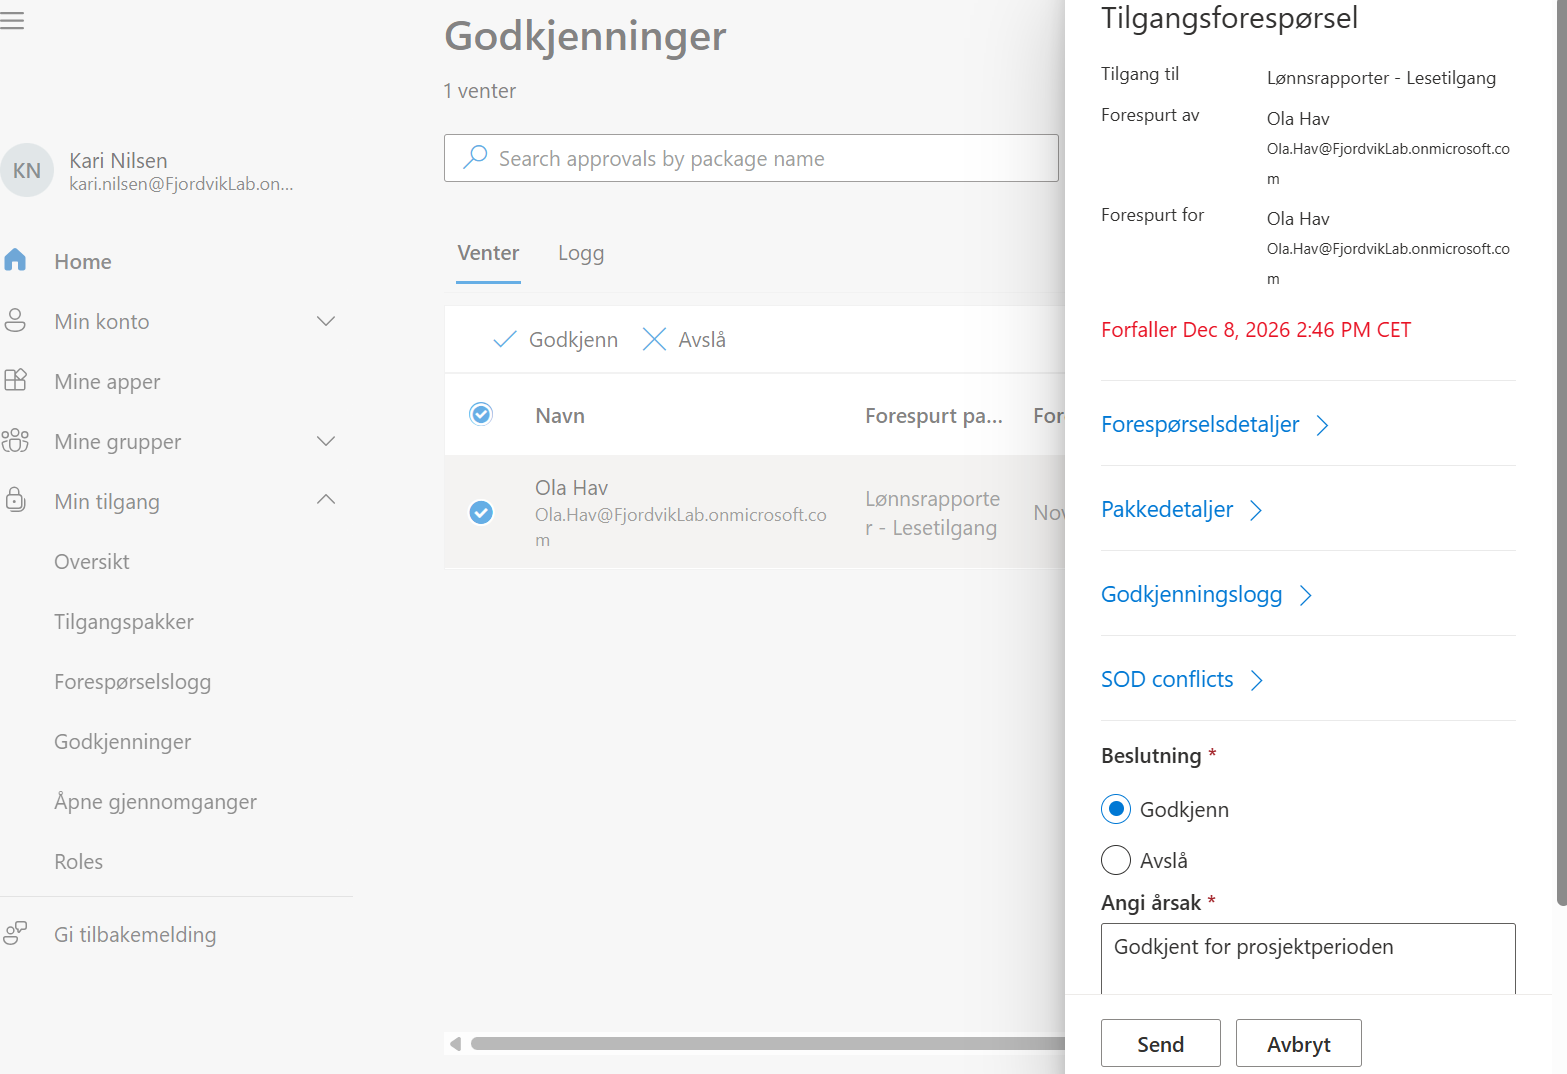 KN
Kari Nilsen
kari.nilsen@FjordvikLab.on...
Home
Min konto
Mine apper
Mine grupper
Min tilgang
Oversikt
Tilgangspakker
Forespørselslogg
Godkjenninger
Åpne gjennomganger
Roles
Gi tilbakemelding
Godkjenninger
1 venter
Search approvals by package name
Venter Logg
Godkjenn Avslå
Navn Forespurt pa... For
Ola Hav
Ola.Hav@FjordvikLab.onmicrosoft.co
m
Lønnsrapporte
r - Lesetilgang
Nov
Tilgangsforespørsel
Tilgang til Lønnsrapporter - Lesetilgang
Forespurt av Ola Hav
Ola.Hav@FjordvikLab.onmicrosoft.co
m
Forespurt for Ola Hav
Ola.Hav@FjordvikLab.onmicrosoft.co
m
Forfaller Dec 8, 2026 2:46 PM CET
Forespørselsdetaljer
Pakkedetaljer
Godkjenningslogg
SOD conflicts
Beslutning *
Godkjenn
Avslå
Angi årsak *
Godkjent for prosjektperioden
Send Avbryt